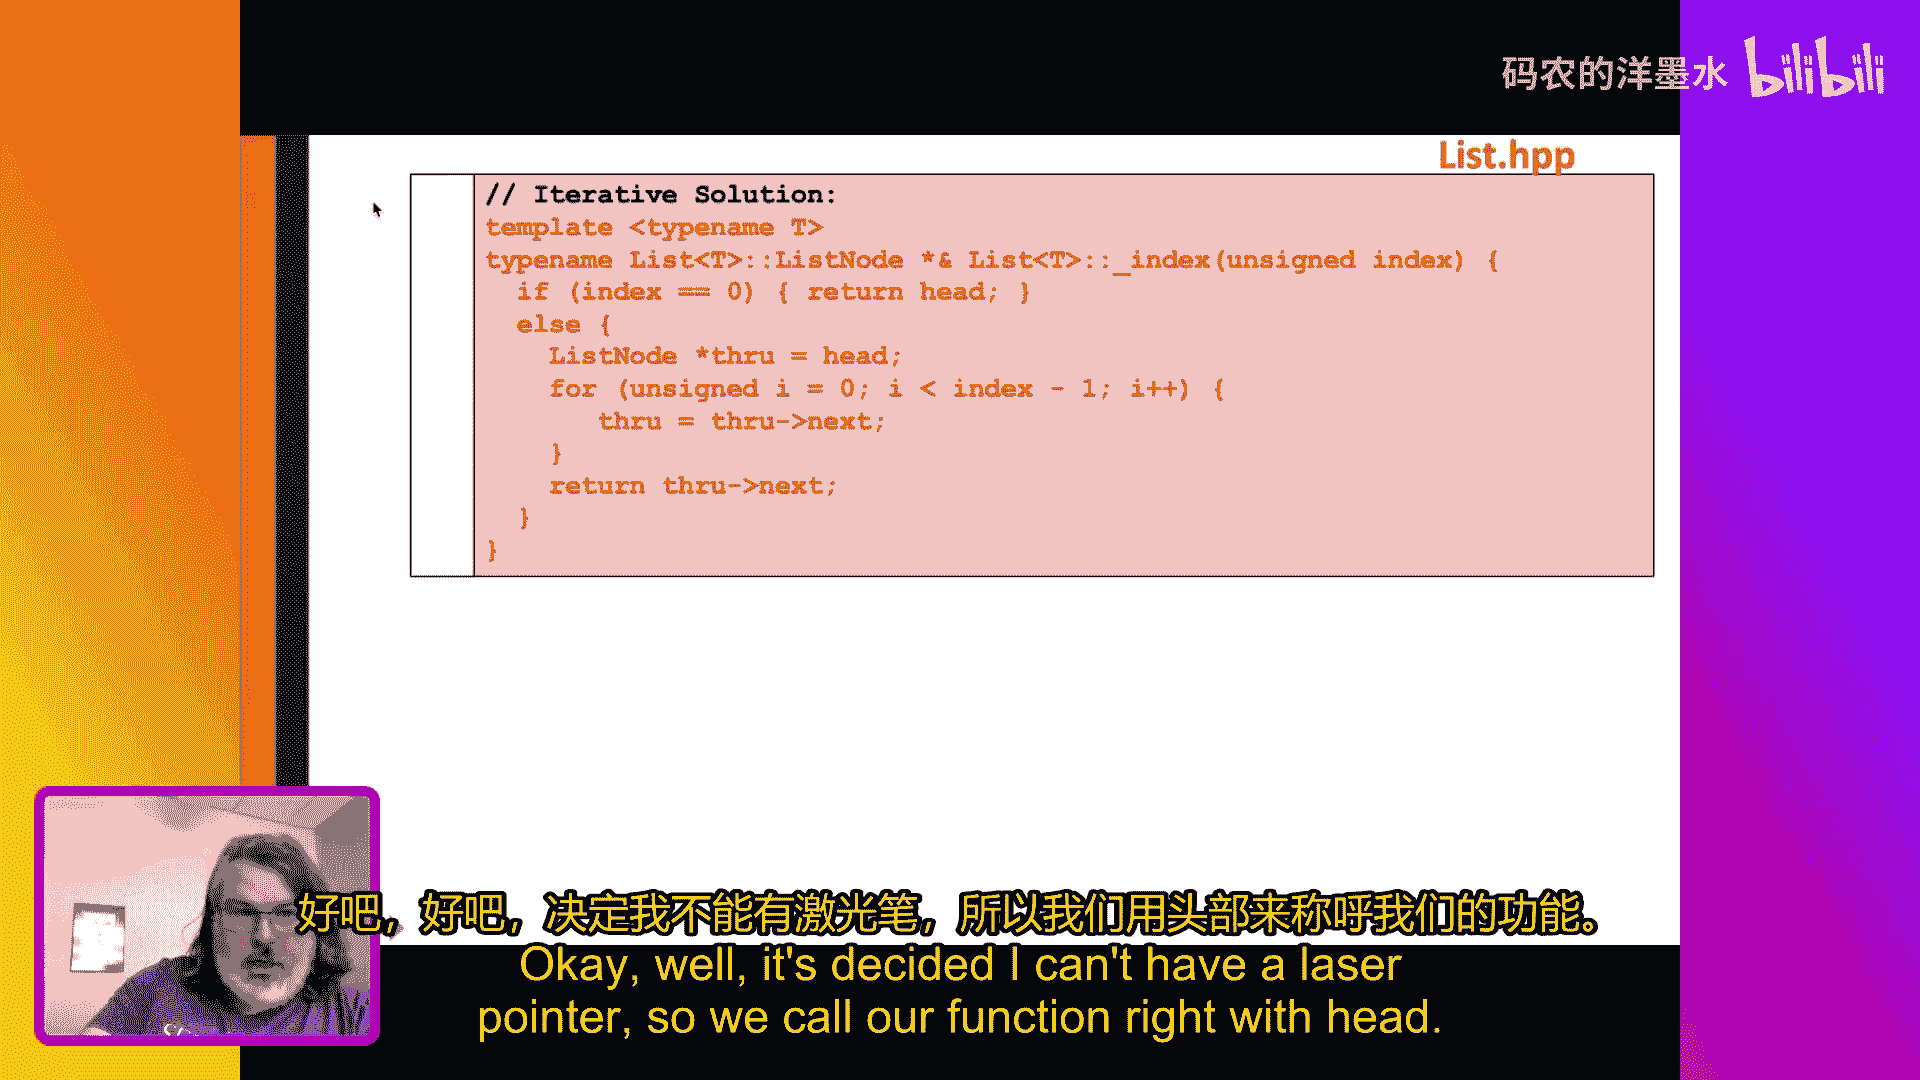 码农的洋墨水 bilibili
List.hpp
// Iterative Solution:
template <typename T>
typename List<T>::ListNode *& List<T>::_index(unsigned index) {
if (index == 0) { return head; }
else {
ListNode *thru = head;
for (unsigned i = 0; i < index - 1; i++) {
thru = thru->next;
}
return thru->next;
}
}
好吧，好吧，决定我不能有激光笔，所以我们用头部来称呼我们的功能。
Okay, well, it's decided I can't have a laser
pointer, so we call our function right with head.